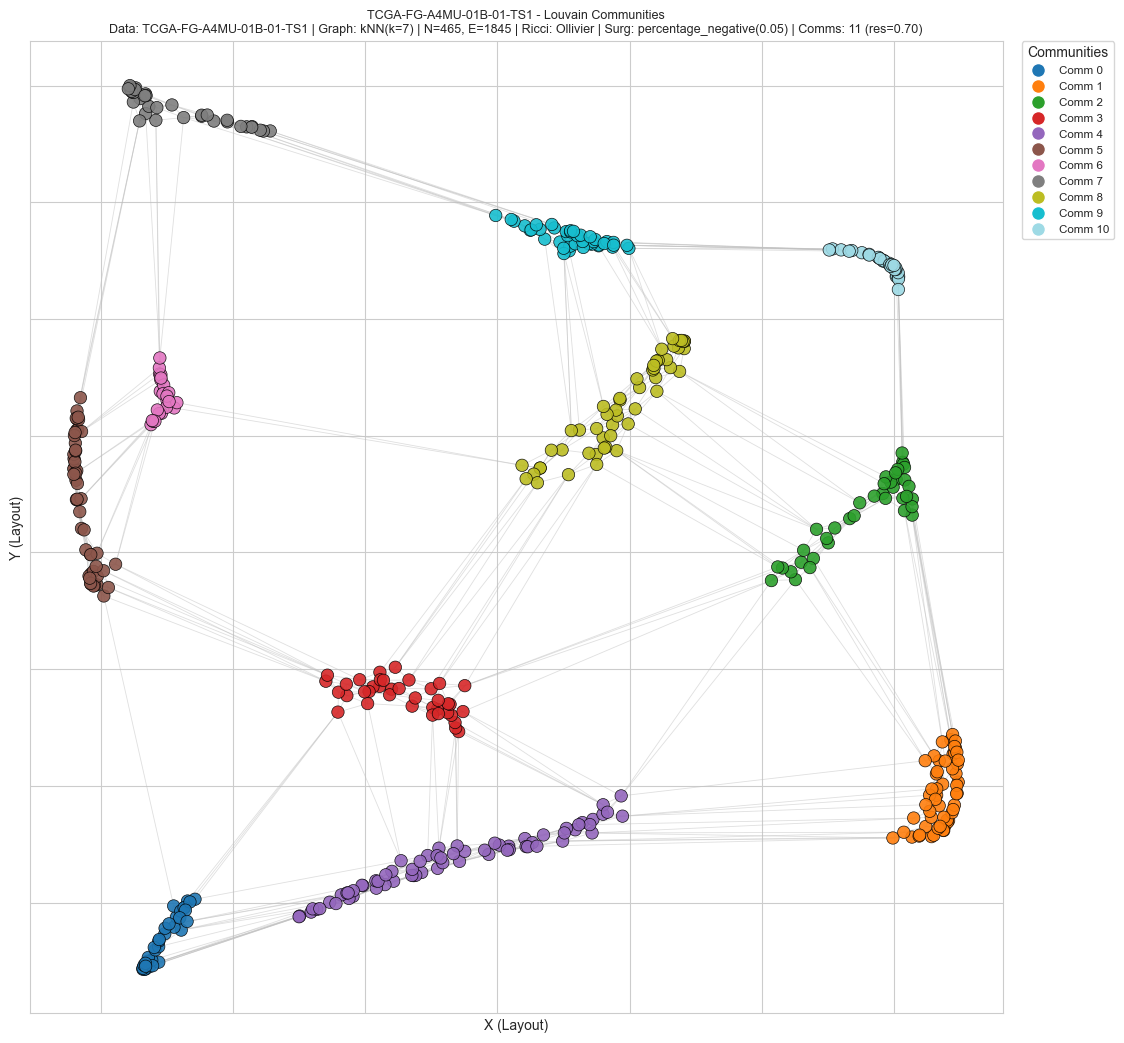 TCGA-FG-A4MU-01B-01-TS1 - Louvain Communities
Data: TCGA-FG-A4MU-01B-01-TS1 | Graph: kNN(k=7) | N=465, E=1845 | Ricci: Ollivier | Surg: percentage_negative(0.05) | Comms: 11 (res=0.70)
Communities
Comm 0
Comm 1
Comm 2
Comm 3
Comm 4
Comm 5
Comm 6
Comm 7
Comm 8
Comm 9
Comm 10
Y (Layout)
X (Layout)